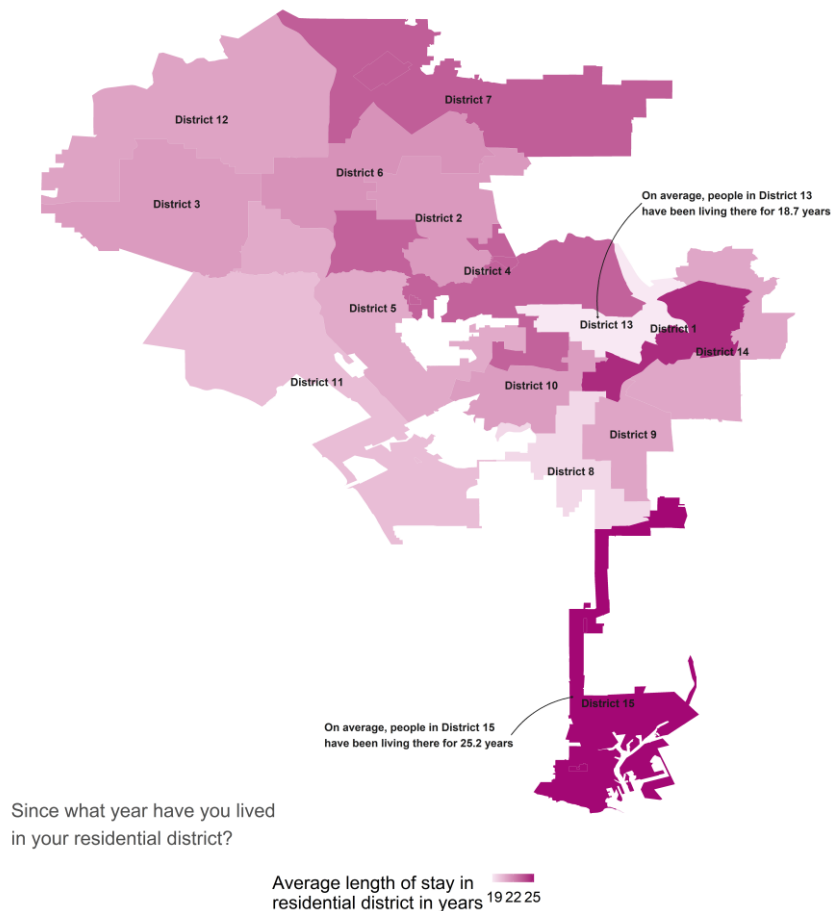 District 7
District 12
District 6
On average, people in District 13
have been living there for 18.7 years
District 3
District 2
District 4
District 5
District 13
District 1
District 14
District 11
District 10
District 9
District 8
District 15
On average, people in District 15
have been living there for 25.2 years
Since what year have you lived
in your residential district?
Average length of stay in
residential district in years
19 22 25